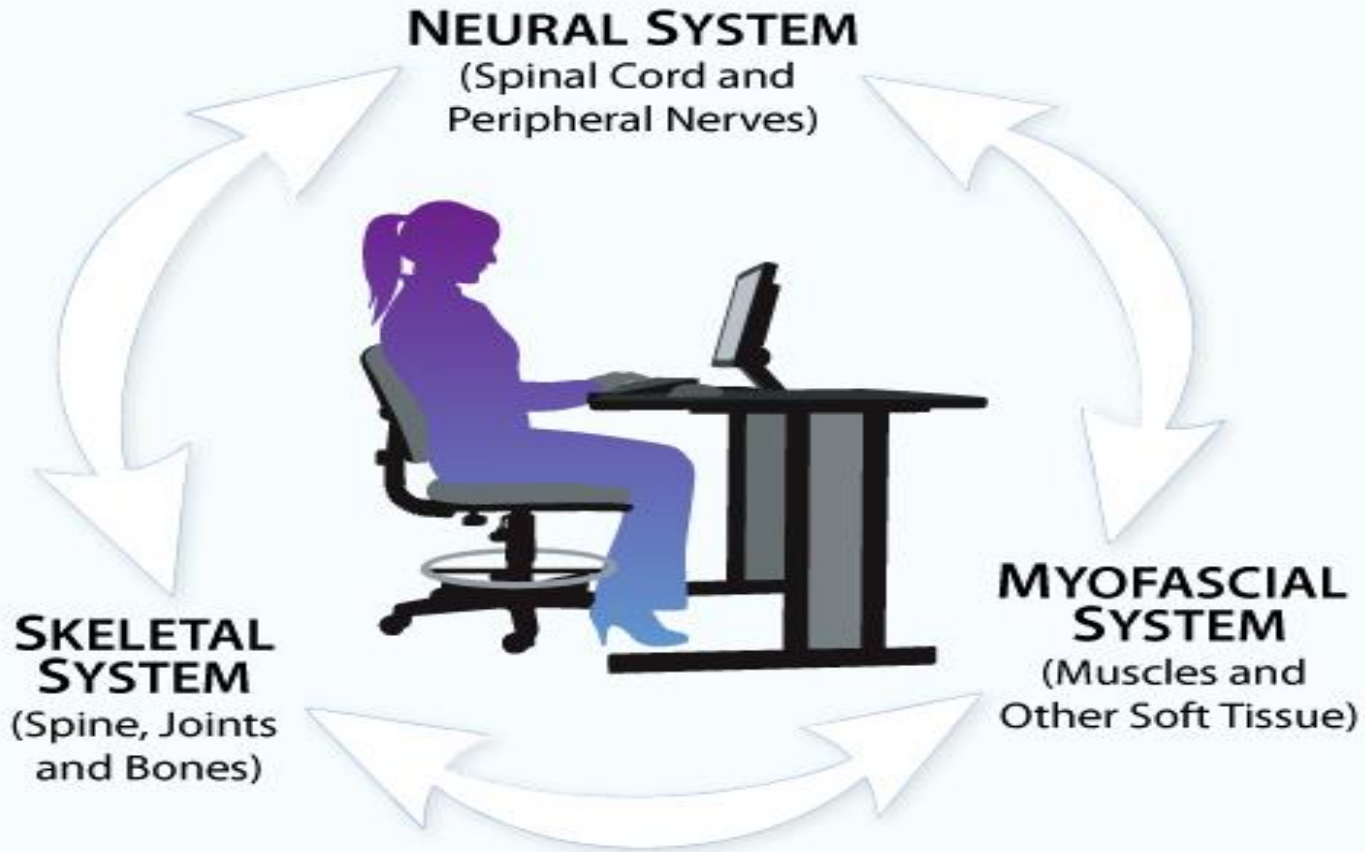 NEURAL SYSTEM
(Spinal Cord and
Peripheral Nerves)
SKELETAL
SYSTEM
(Spine, Joints
and Bones)
MYOFASCIAL
SYSTEM
(Muscles and
Other Soft Tissue)